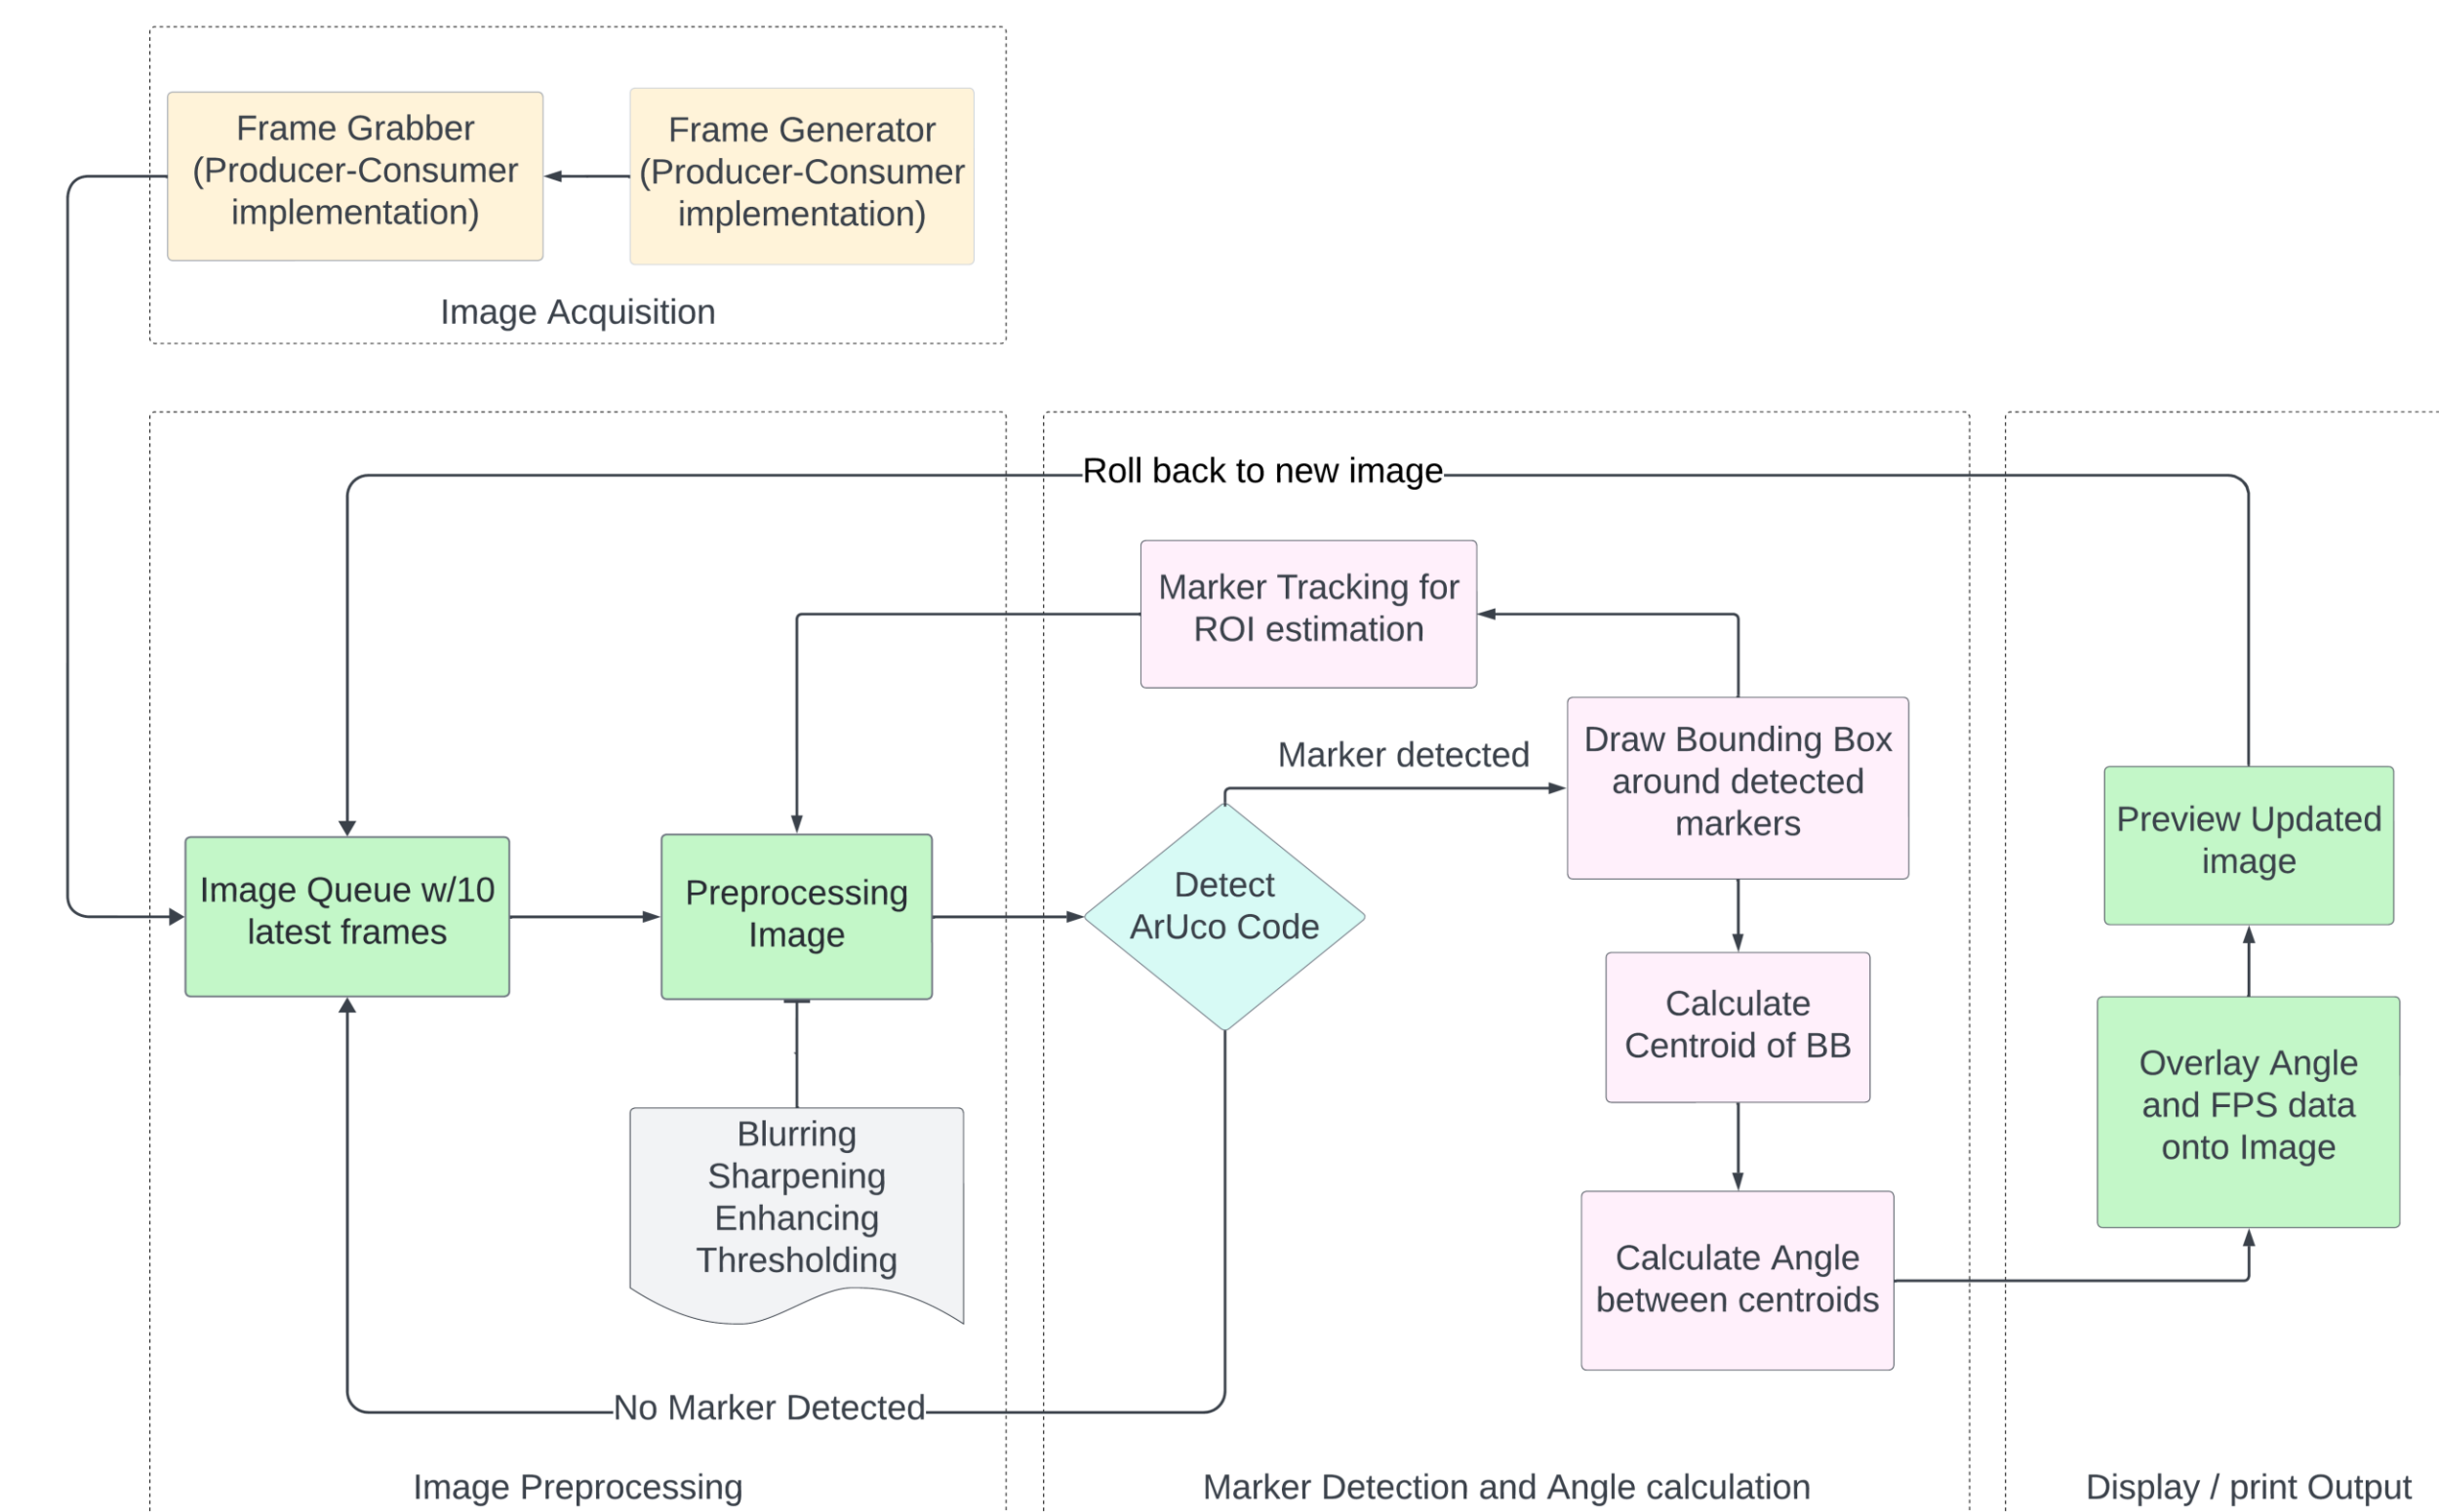 Frame Grabber
(Producer-Consumer
implementation)
Frame Generator
(Producer-Consumer
implementation)
Image Acquisition
Roll back to new image
Marker Tracking for
ROI estimation
Marker detected
Draw Bounding Box
around detected
markers
Preview Updated
image
Image Queue w/10
latest frames
Preprocessing
Image
Detect
ArUco Code
Calculate
Centroid of BB
Overlay Angle
and FPS data
onto Image
Blurring
Sharpening
Enhancing
Thresholding
Calculate Angle
between centroids
No Marker Detected
Image Preprocessing
Marker Detection and Angle calculation
Display / print Output